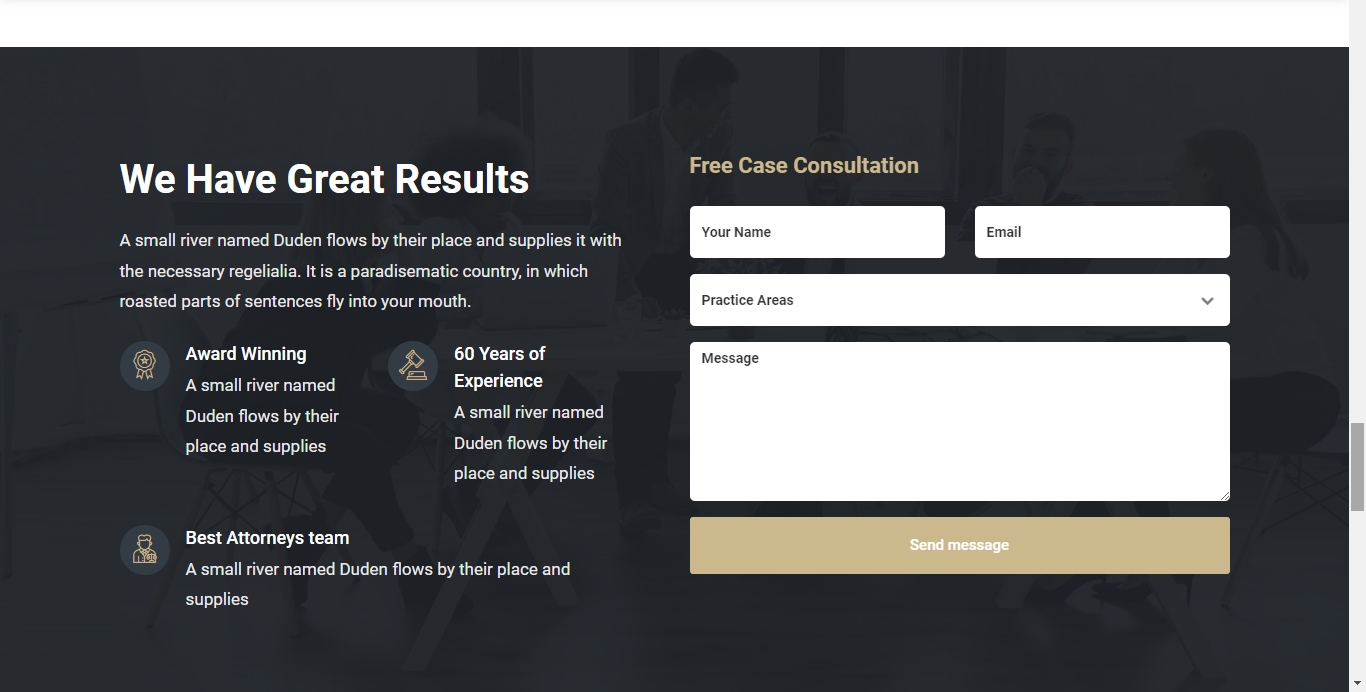 We Have Great Results
A small river named Duden flows by their place and supplies it with
the necessary regelialia. It is a paradisematic country, in which
roasted parts of sentences fly into your mouth.
Award Winning
A small river named
Duden flows by their
place and supplies
60 Years of
Experience
A small river named
Duden flows by their
place and supplies
Best Attorneys team
A small river named Duden flows by their place and
supplies
Free Case Consultation
Your Name
Email
Practice Areas
Message
Send message